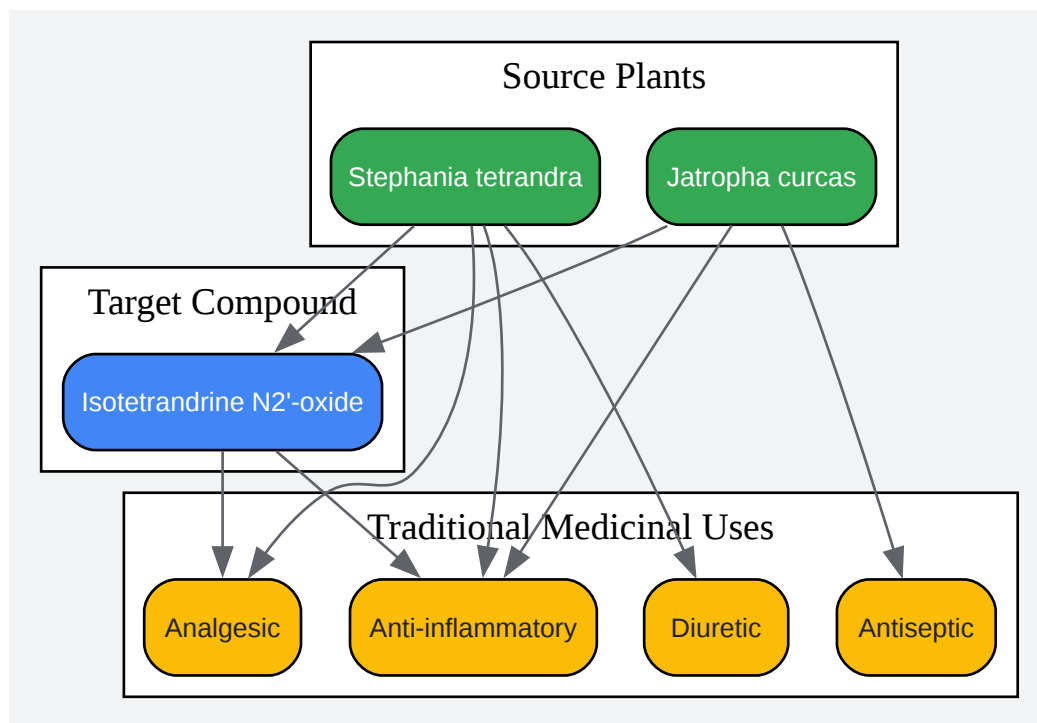 Source Plants
Stephania tetrandra
Jatropha curcas
Target Compound
Isotetrandrine N2'-oxide
Traditional Medicinal Uses
Analgesic
Anti-inflammatory
Diuretic
Antiseptic